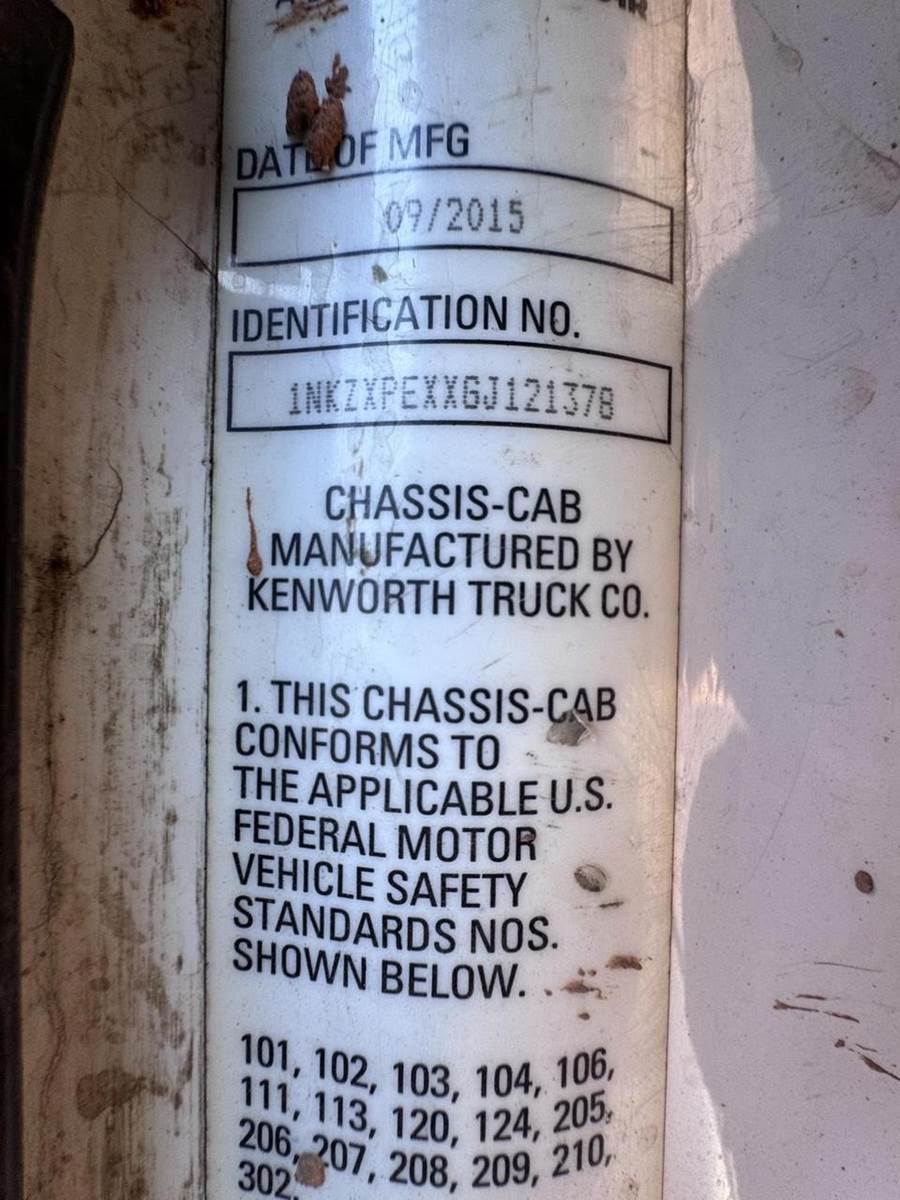 DATE OF MFG
09/2015
IDENTIFICATION NO.
1NKZXPEXXGJ121378
CHASSIS-CAB
MANUFACTURED BY
KENWORTH TRUCK CO.
1. THIS CHASSIS-CAB
CONFORMS TO
THE APPLICABLE U.S.
FEDERAL MOTOR
VEHICLE SAFETY
STANDARDS NOS.
SHOWN BELOW.
101, 102, 103, 104, 106,
111, 113, 120, 124, 205,
206, 207, 208, 209, 210,
302.